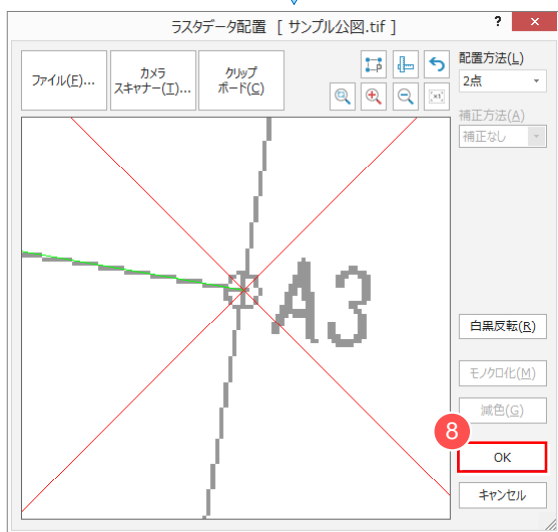 ラスタデータ配置 [ サンプル公図.tif ]
? ×
ファイル(F)...
カメラ
スキャナー(T)...
クリップ
ボード(C)
配置方法(L)
2点
補正方法(A)
補正なし
A3
白黒反転(R)
モノクロ化(M)
減色(G)
8
OK
キャンセル